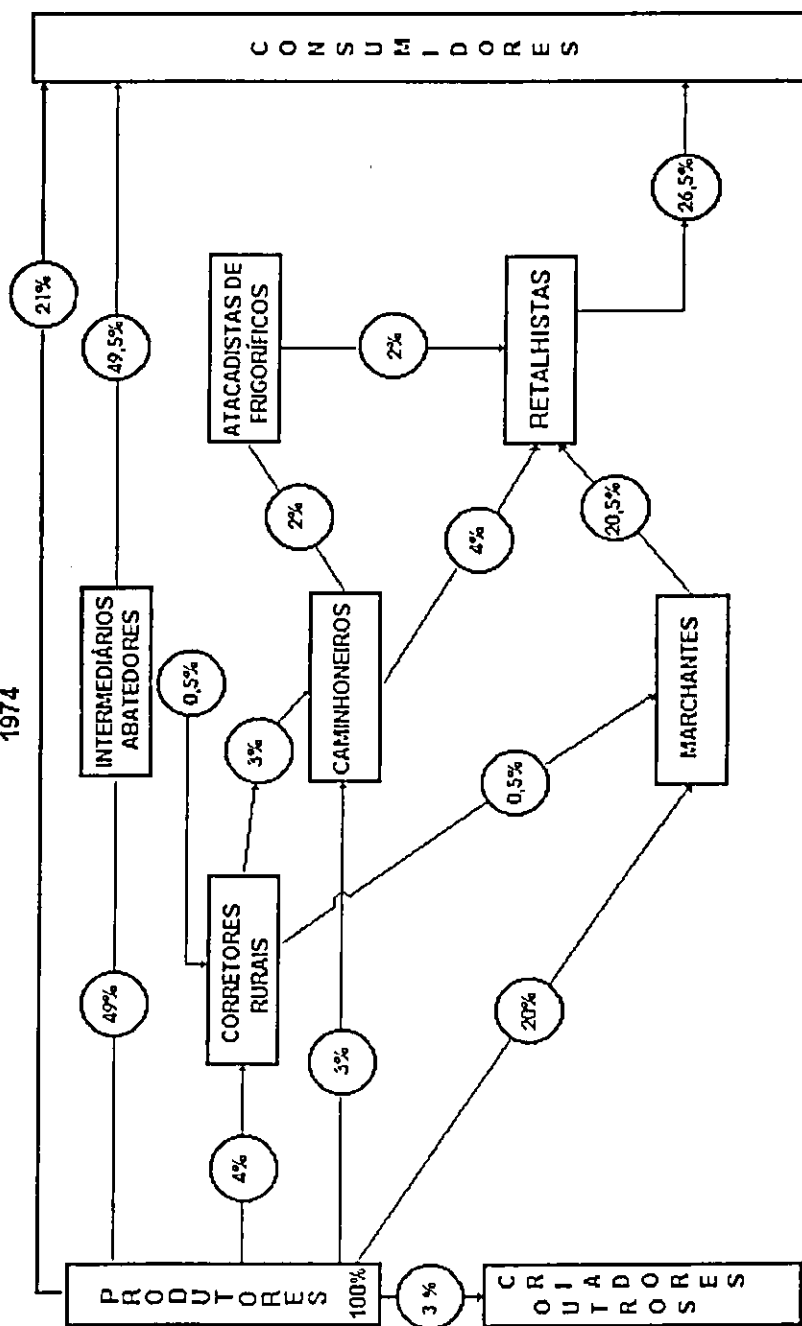 1974
21%
CONSUMIDORES
49%
INTERMEDIÁRIOS
ABATEDORES
49,5%
0,5%
PRODUTORES
100%
4%
CORRETORES
RURAIS
3%
3%
CAMINHONEIROS
2%
ATACADISTAS DE
FRIGORÍFICOS
2%
4%
RETALHISTAS
26,5%
0,5%
20%
MARCHANTES
20,5%
3%
CRIADORES
OUTROS